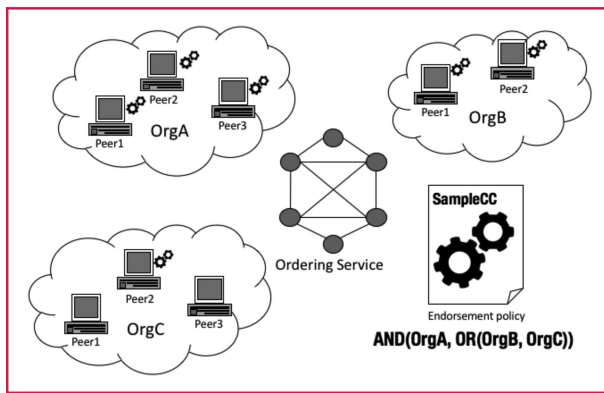 Peer2
Peer1
OrgA
Peer3
Peer2
Peer1
OrgB
Ordering Service
SampleCC
Endorsement policy
AND(OrgA, OR(OrgB, OrgC))
Peer2
Peer1
OrgC
Peer3